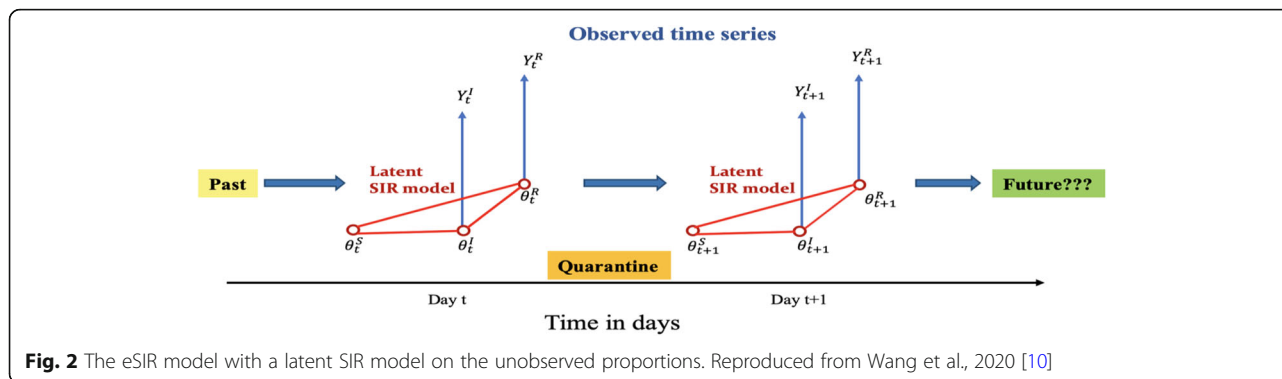 Observed time series
Y_t^R
Y_{t+1}^R
Y_t^I
Y_{t+1}^I
Past
Latent
SIR model
Latent
SIR model
Future???
θ_t^R
θ_{t+1}^R
θ_t^S
θ_t^I
θ_{t+1}^S
θ_{t+1}^I
Quarantine
Day t
Day t+1
Time in days
Fig. 2 The eSIR model with a latent SIR model on the unobserved proportions. Reproduced from Wang et al., 2020 [10]